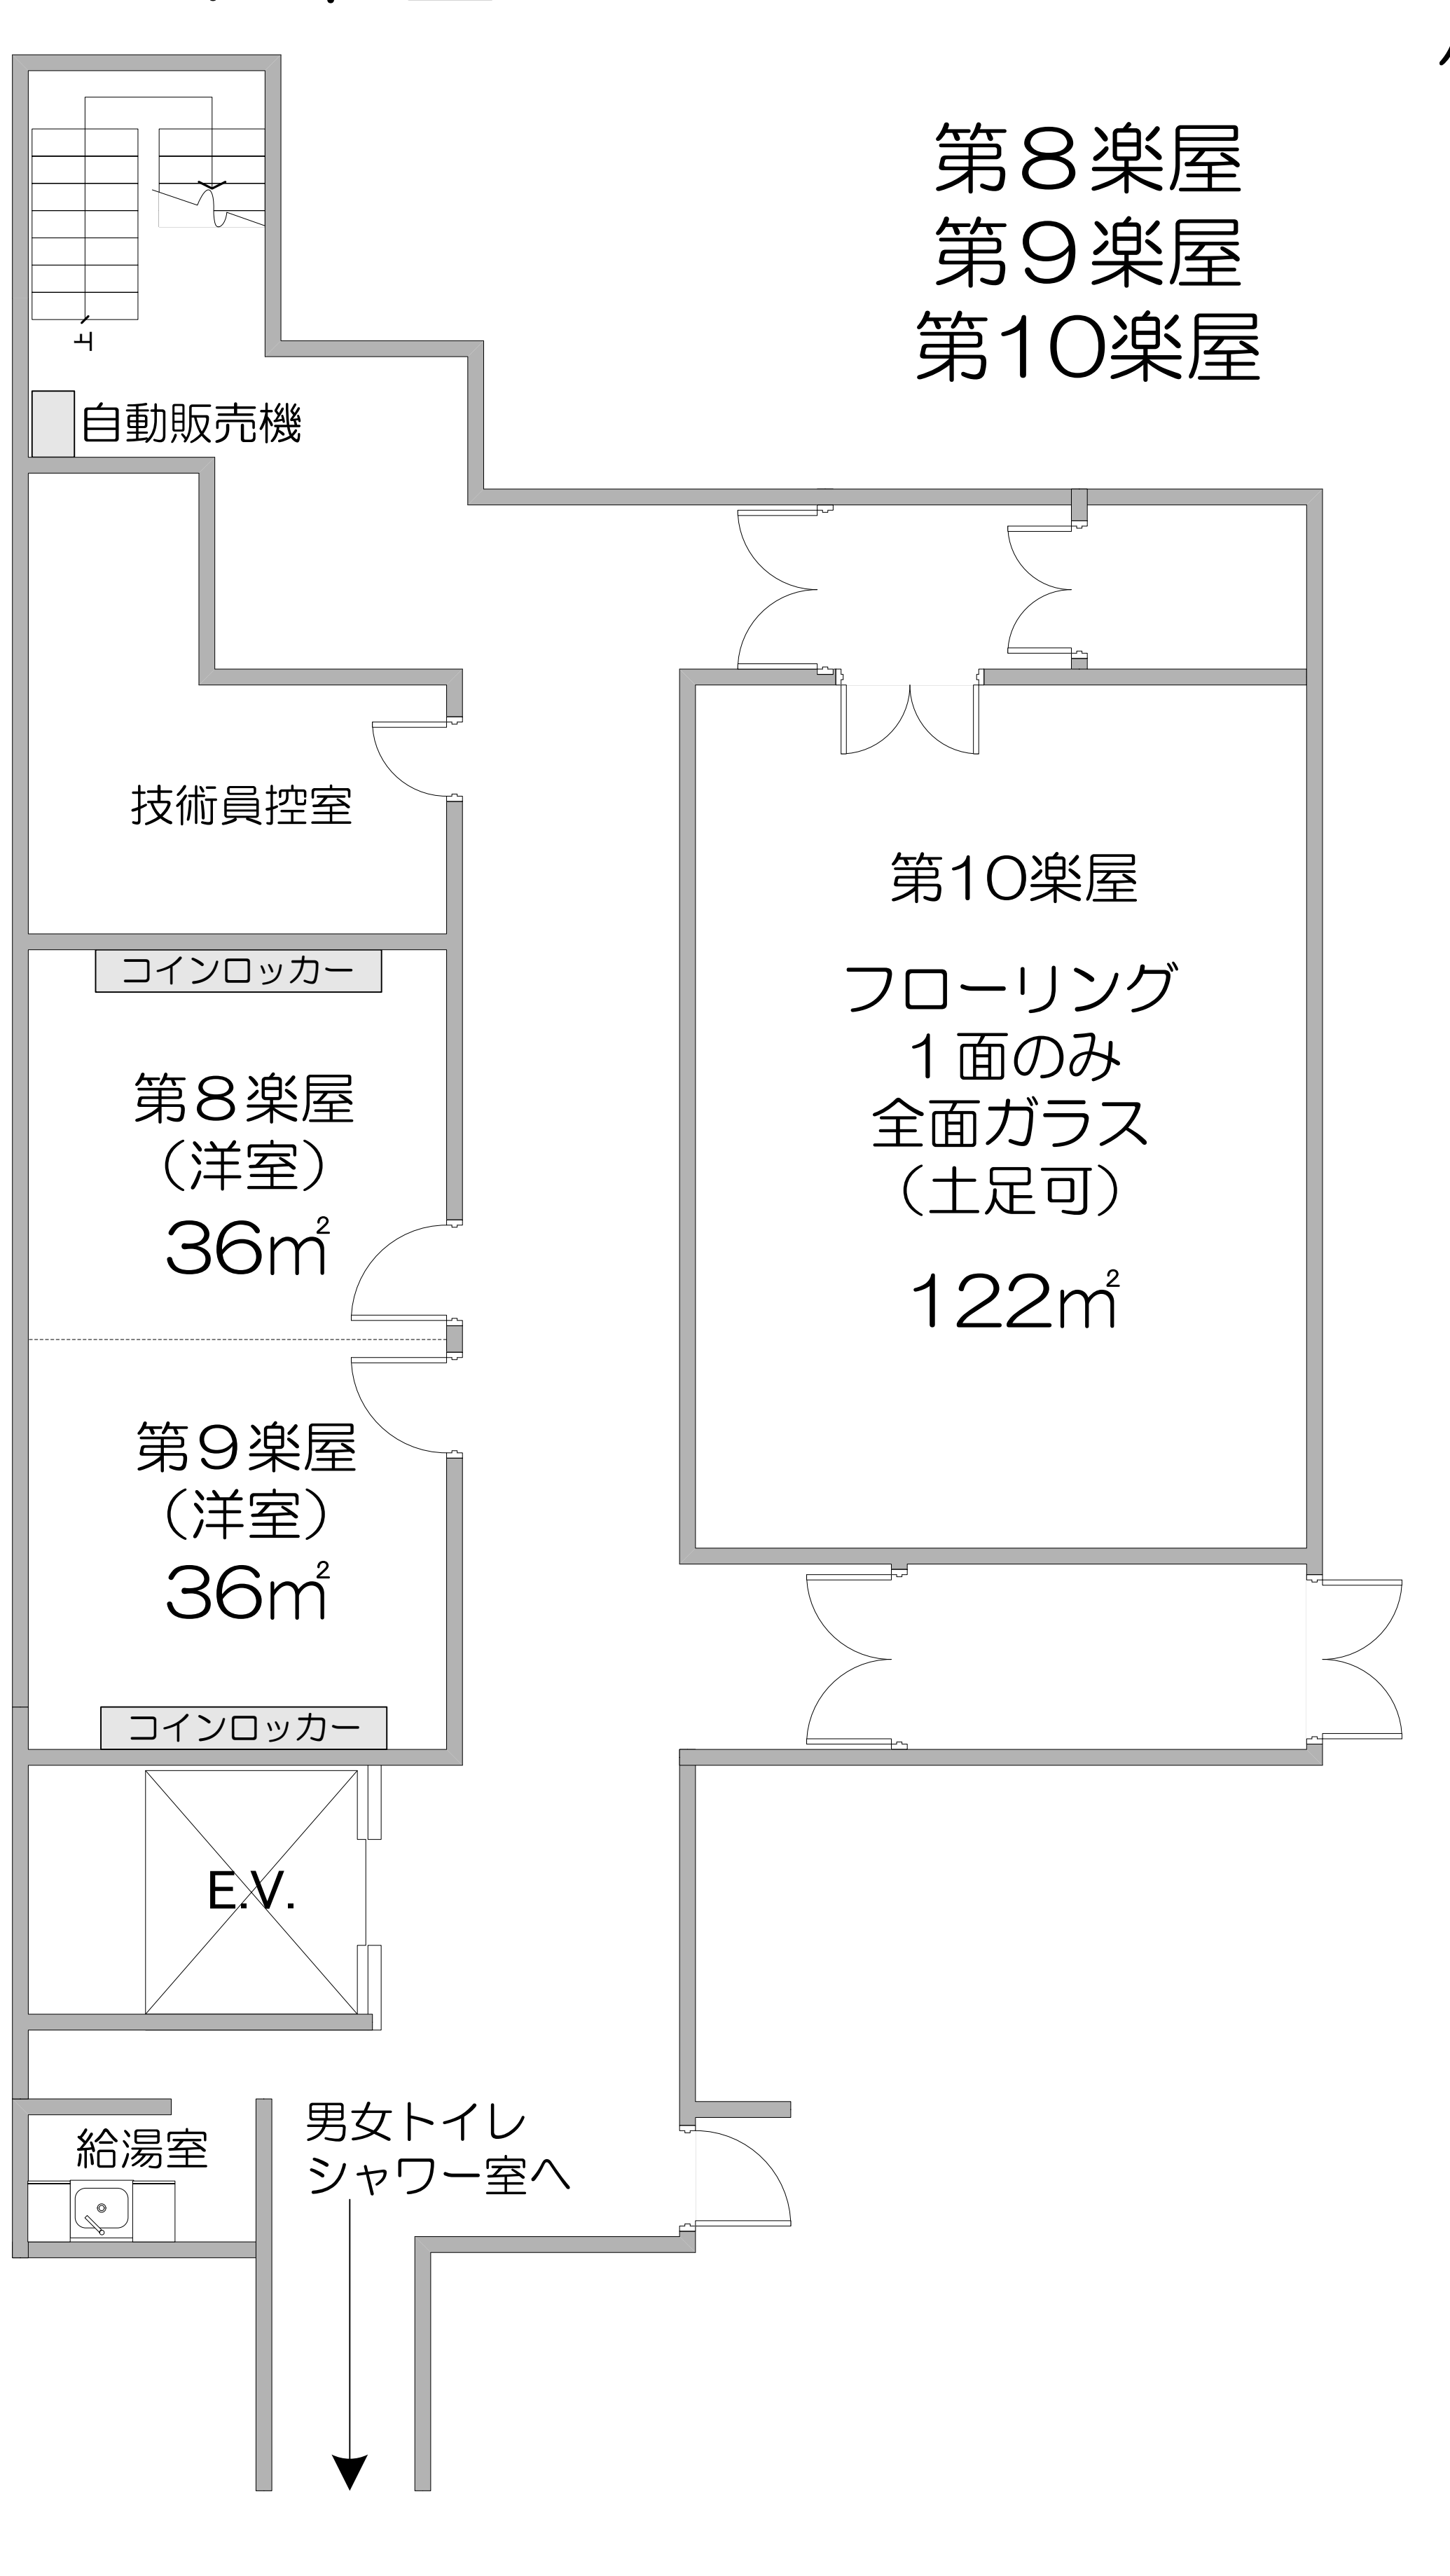 第8楽屋
第9楽屋
第10楽屋
上
自動販売機
技術員控室
コインロッカー
第8楽屋
（洋室）
36㎡
第10楽屋
フローリング
1面のみ
全面ガラス
（土足可）
122㎡
第9楽屋
（洋室）
36㎡
コインロッカー
E.V.
給湯室
男女トイレ
シャワー室へ